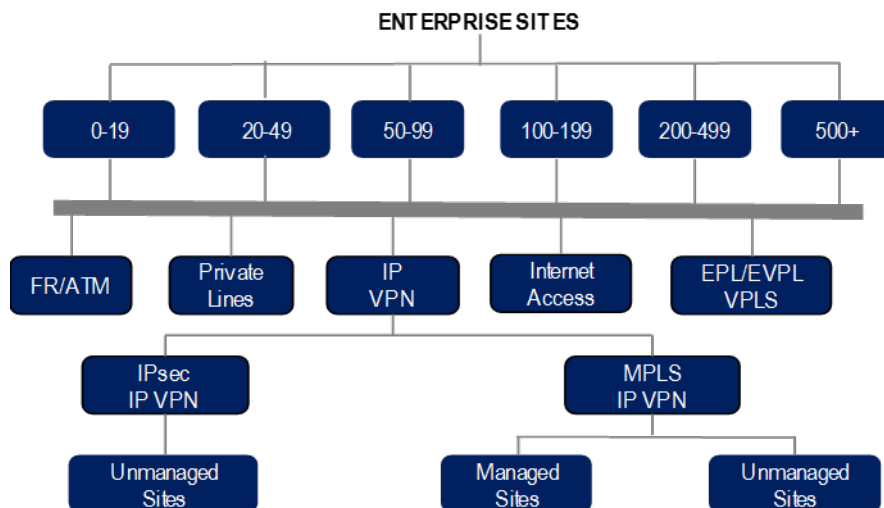 ENTERPRISE SITES
0-19
20-49
50-99
100-199
200-499
500+
FR/ATM
Private
Lines
IP
VPN
Internet
Access
EPL/EVPL
VPLS
IPsec
IP VPN
MPLS
IP VPN
Unmanaged
Sites
Managed
Sites
Unmanaged
Sites